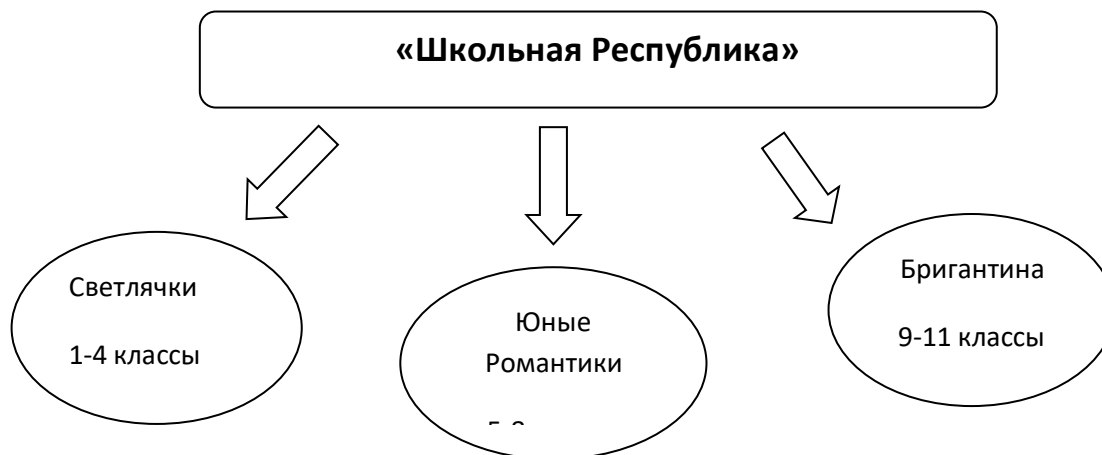 «Школьная Республика»
Светлячки
1-4 классы
Юные
Романтики
Бригантина
9-11 классы